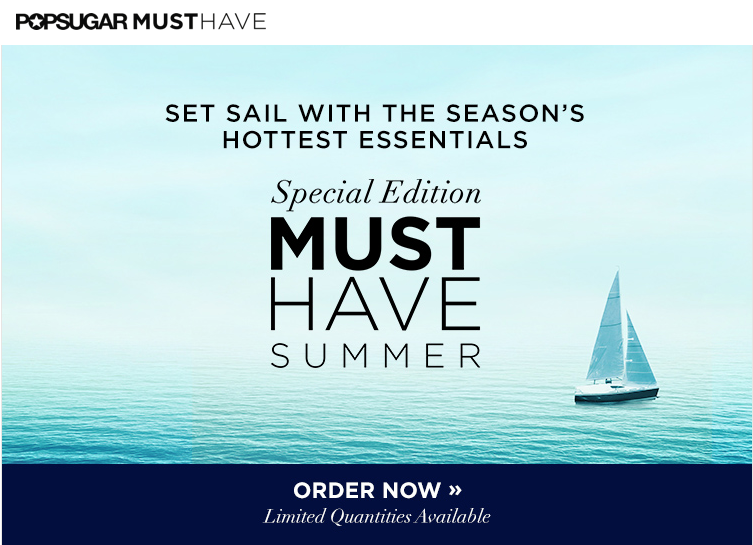 POPSUGAR MUSTHAVE
SET SAIL WITH THE SEASON'S
HOTTEST ESSENTIALS
Special Edition
MUST
HAVE
SUMMER
ORDER NOW »
Limited Quantities Available